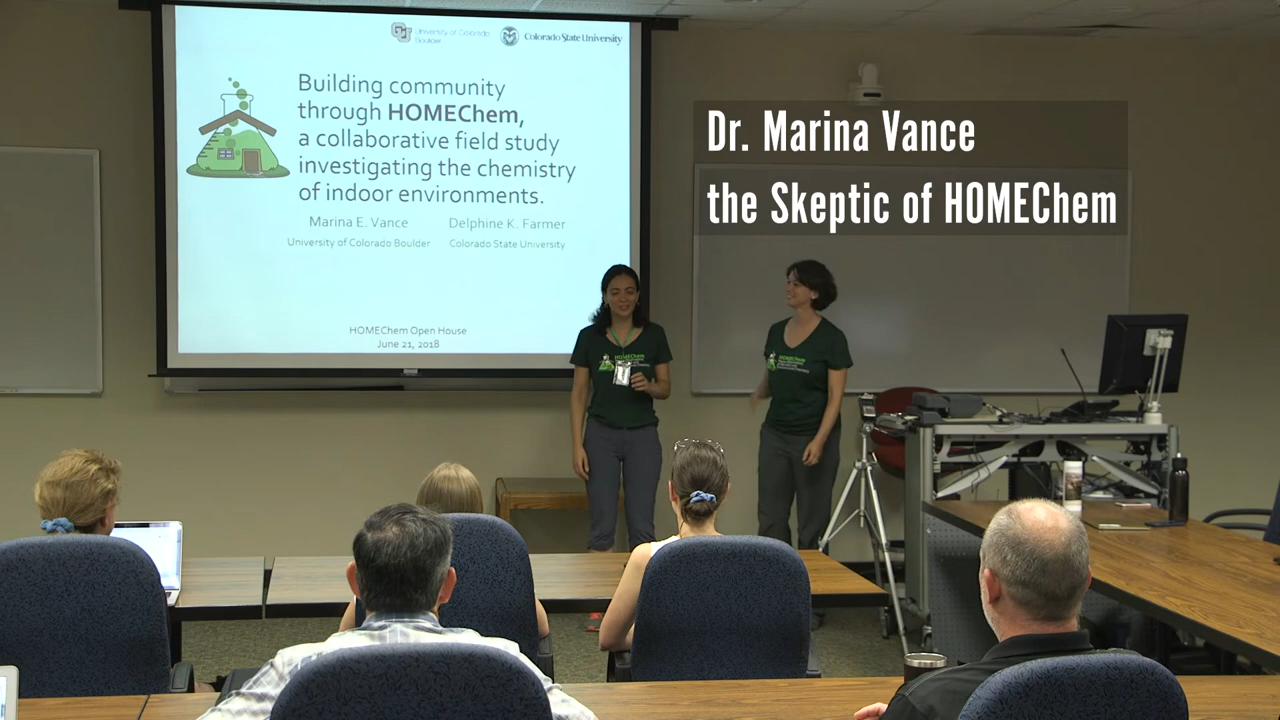 University of Colorado
Boulder
Colorado State University
Building community
through HOMEChem,
a collaborative field study
investigating the chemistry
of indoor environments.
Marina E. Vance
Delphine K. Farmer
University of Colorado Boulder
Colorado State University
HOMEChem Open House
June 21, 2018
Dr. Marina Vance
the Skeptic of HOMEChem
HOMEChem
HOMEChem